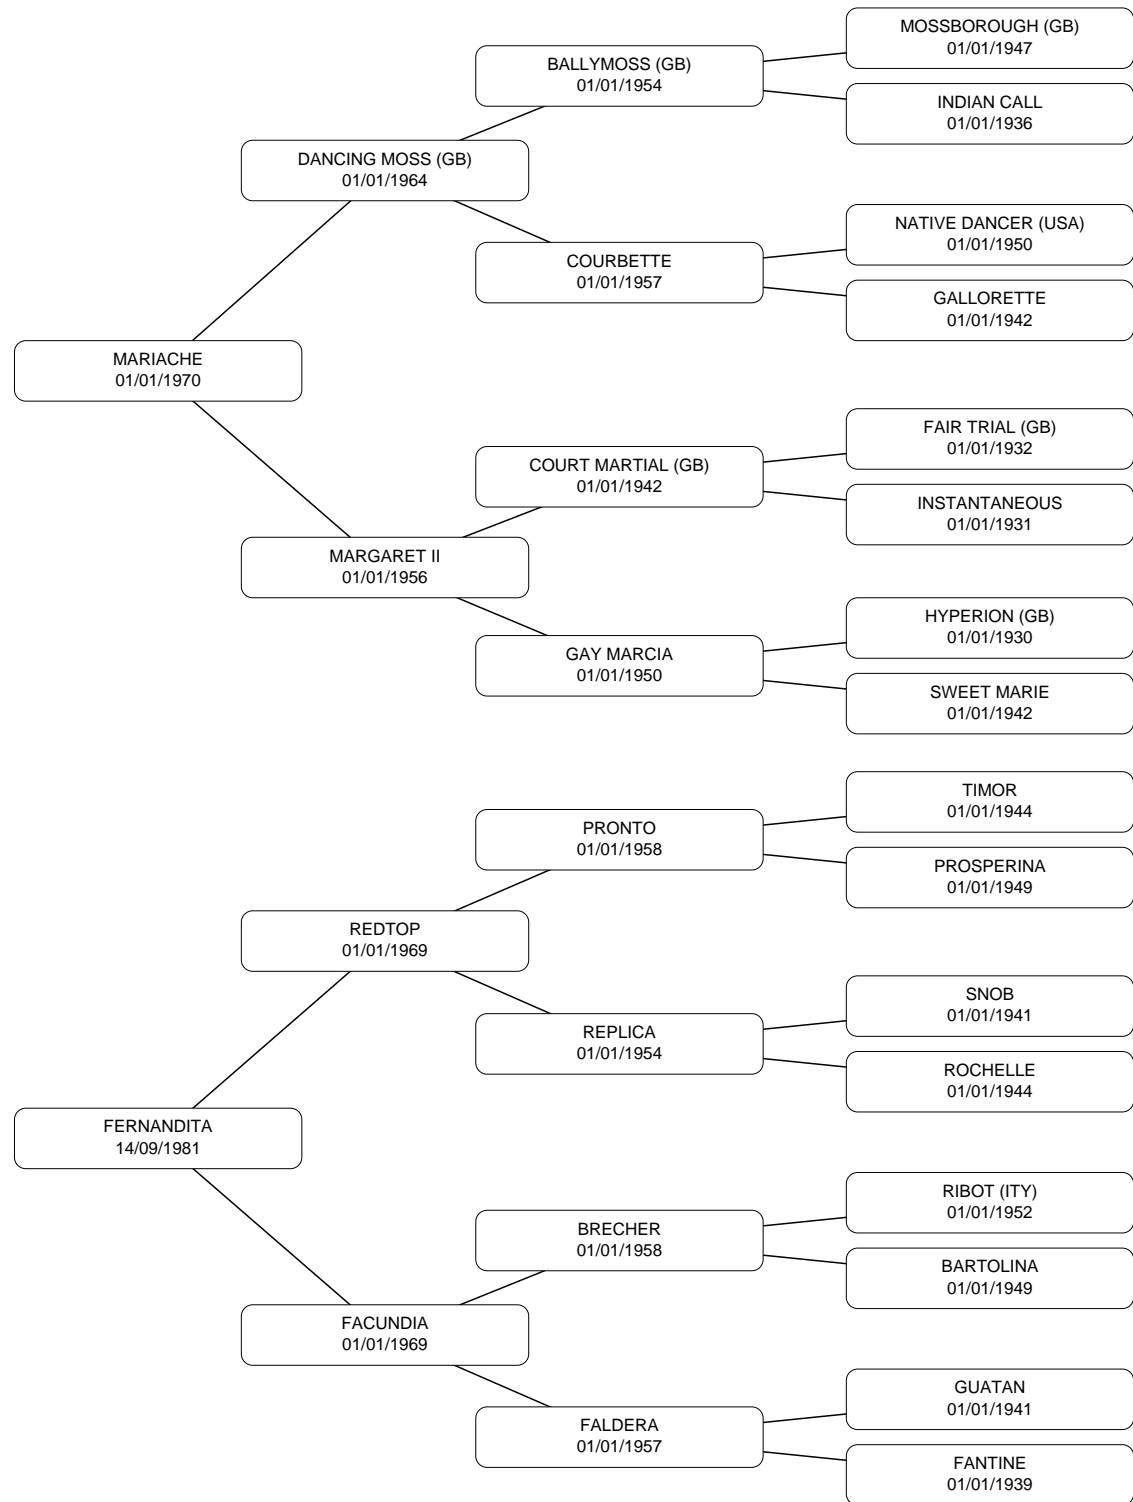 MOSSBOROUGH (GB)
01/01/1947
BALLYMOSS (GB)
01/01/1954
INDIAN CALL
01/01/1936
DANCING MOSS (GB)
01/01/1964
NATIVE DANCER (USA)
01/01/1950
COURBETTE
01/01/1957
GALLORETTE
01/01/1942
MARIACHE
01/01/1970
FAIR TRIAL (GB)
01/01/1932
COURT MARTIAL (GB)
01/01/1942
INSTANTANEOUS
01/01/1931
MARGARET II
01/01/1956
HYPERION (GB)
01/01/1930
GAY MARCIA
01/01/1950
SWEET MARIE
01/01/1942
TIMOR
01/01/1944
PRONTO
01/01/1958
PROSPERINA
01/01/1949
REDTOP
01/01/1969
SNOB
01/01/1941
REPLICA
01/01/1954
ROCHELLE
01/01/1944
FERNANDITA
14/09/1981
RIBOT (ITY)
01/01/1952
BRECHER
01/01/1958
BARTOLINA
01/01/1949
FACUNDIA
01/01/1969
GUATAN
01/01/1941
FALDERA
01/01/1957
FANTINE
01/01/1939